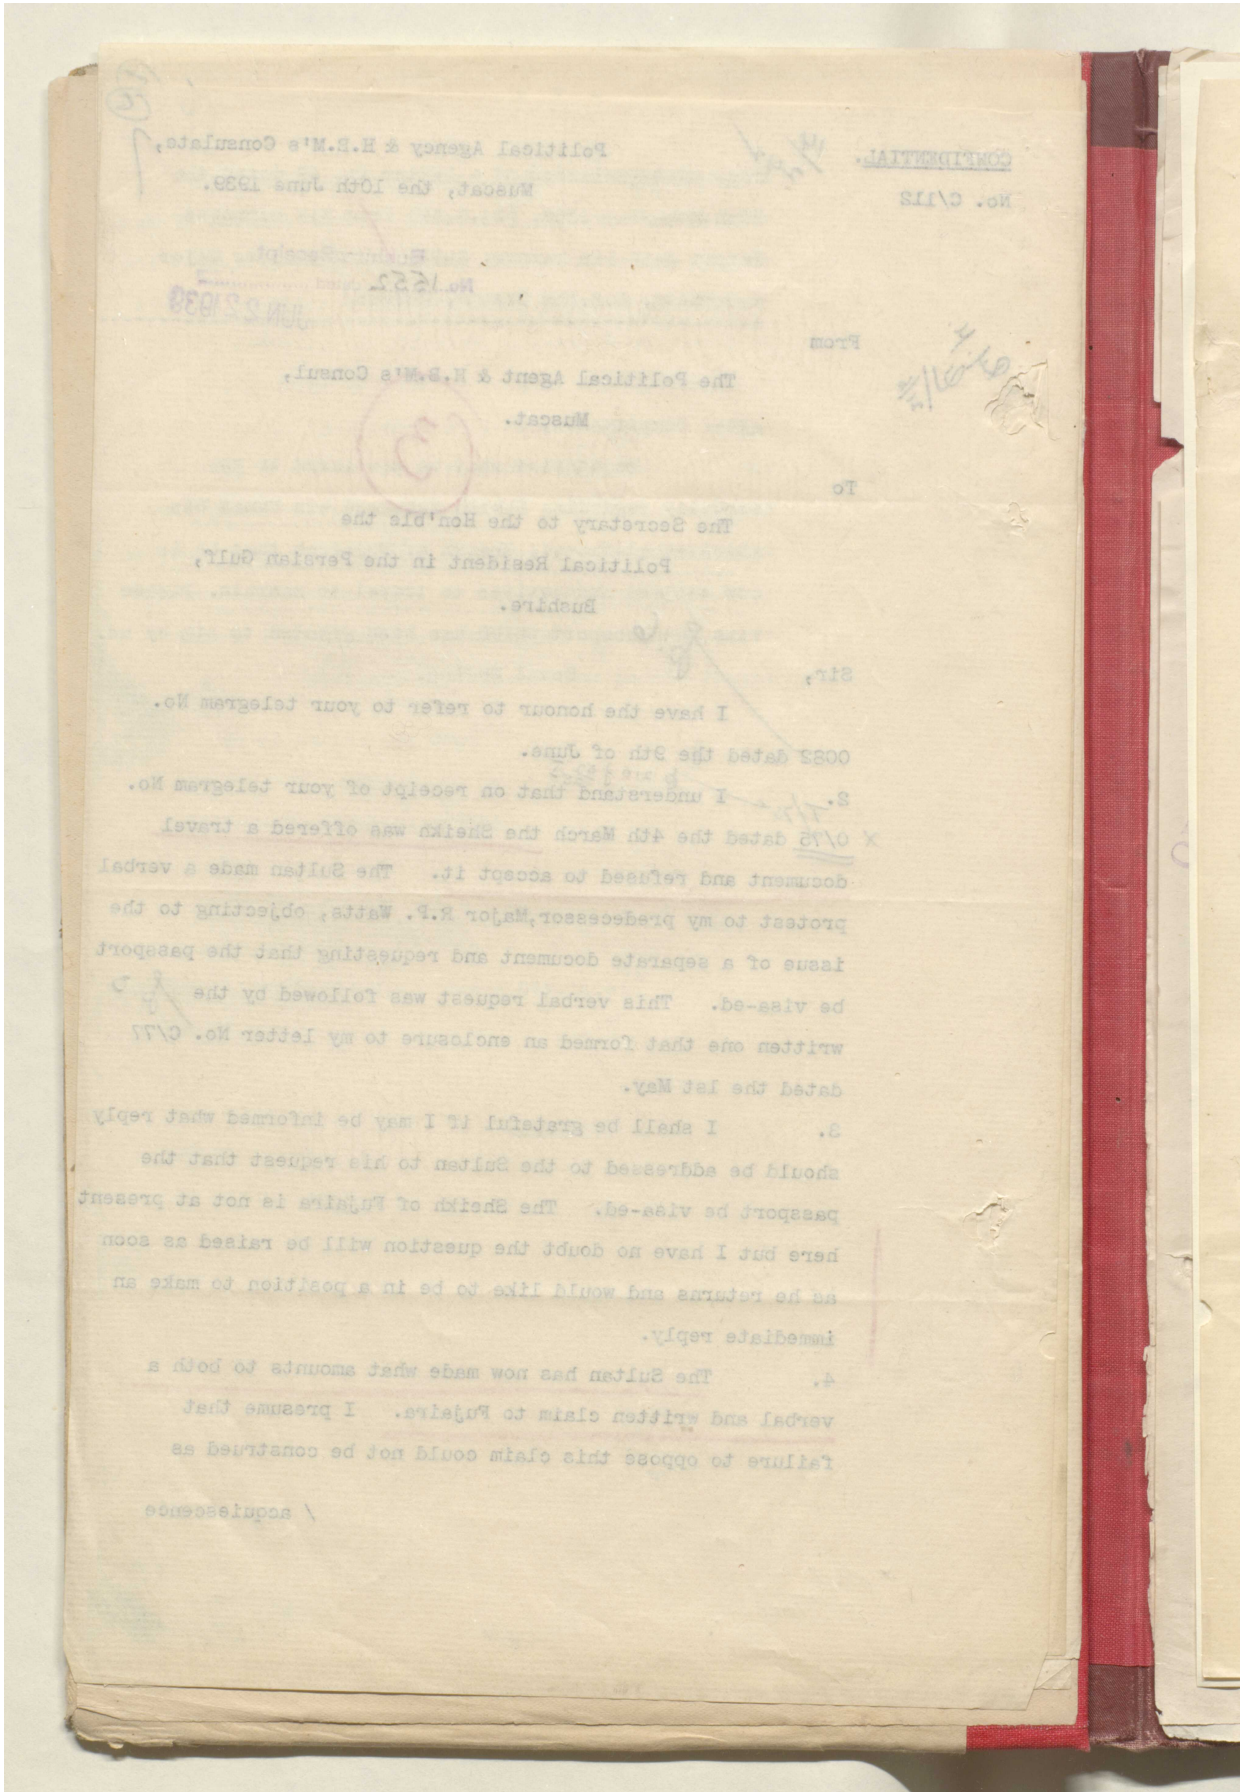 CONFIDENTIAL.
No. C/112
Political Agency & H.B.M's Consulate,
Muscat, the 10th June 1939.
Receipt
No 1552 dated
JUN 22 1939
From
The Political Agent & H.B.M's Consul,
Muscat.
3
To
The Secretary to the Hon'ble the
Political Resident in the Persian Gulf,
Bushire.
Sir,
I have the honour to refer to your telegram No.
0082 dated the 9th of June.
2. I understand that on receipt of your telegram No.
x 0/75 dated the 4th March the Sheikh was offered a travel
document and refused to accept it. The Sultan made a verbal
protest to my predecessor,Major R.P. Watts, objecting to the
issue of a separate document and requesting that the passport
be visa-ed. This verbal request was followed by the
written one that formed an enclosure to my letter No. C/77
dated the 1st May.
3. I shall be grateful if I may be informed what reply
should be addressed to the Sultan to his request that the
passport be visa-ed. The Sheikh of Fujaira is not at present
here but I have no doubt the question will be raised as soon
as he returns and would like to be in a position to make an
immediate reply.
4. The Sultan has now made what amounts to both a
verbal and written claim to Fujaira. I presume that
failure to oppose this claim could not be construed as
/ acquiescence